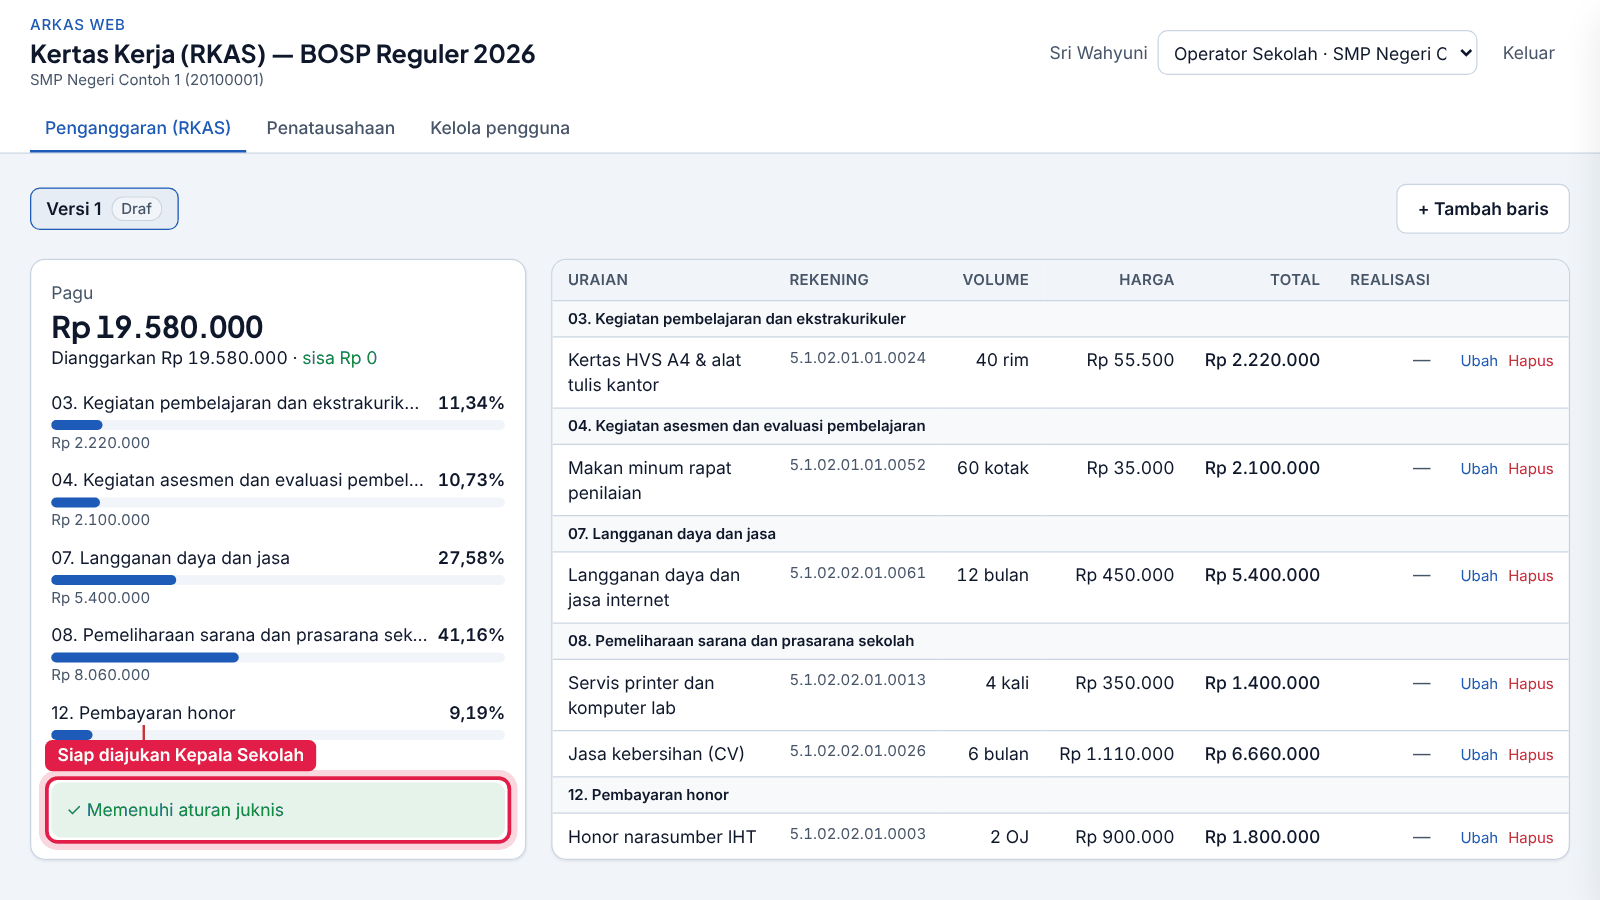 ARKAS WEB
Kertas Kerja (RKAS) — BOSP Reguler 2026
SMP Negeri Contoh 1 (20100001)
Sri Wahyuni
Operator Sekolah · SMP Negeri C
Keluar
Penganggaran (RKAS)
Penatausahaan
Kelola pengguna
Versi 1 Draf
+ Tambah baris
Pagu
Rp 19.580.000
Dianggarkan Rp 19.580.000 · sisa Rp 0
03. Kegiatan pembelajaran dan ekstrakurik... 11,34%
Rp 2.220.000
04. Kegiatan asesmen dan evaluasi pembel... 10,73%
Rp 2.100.000
07. Langganan daya dan jasa 27,58%
Rp 5.400.000
08. Pemeliharaan sarana dan prasarana sek... 41,16%
Rp 8.060.000
12. Pembayaran honor 9,19%
Siap diajukan Kepala Sekolah
✓ Memenuhi aturan juknis
URAIAN REKENING VOLUME HARGA TOTAL REALISASI
03. Kegiatan pembelajaran dan ekstrakurikuler
Kertas HVS A4 & alat tulis kantor 5.1.02.01.01.0024 40 rim Rp 55.500 Rp 2.220.000 — Ubah Hapus
04. Kegiatan asesmen dan evaluasi pembelajaran
Makan minum rapat penilaian 5.1.02.01.01.0052 60 kotak Rp 35.000 Rp 2.100.000 — Ubah Hapus
07. Langganan daya dan jasa
Langganan daya dan jasa internet 5.1.02.02.01.0061 12 bulan Rp 450.000 Rp 5.400.000 — Ubah Hapus
08. Pemeliharaan sarana dan prasarana sekolah
Servis printer dan komputer lab 5.1.02.02.01.0013 4 kali Rp 350.000 Rp 1.400.000 — Ubah Hapus
Jasa kebersihan (CV) 5.1.02.02.01.0026 6 bulan Rp 1.110.000 Rp 6.660.000 — Ubah Hapus
12. Pembayaran honor
Honor narasumber IHT 5.1.02.02.01.0003 2 OJ Rp 900.000 Rp 1.800.000 — Ubah Hapus